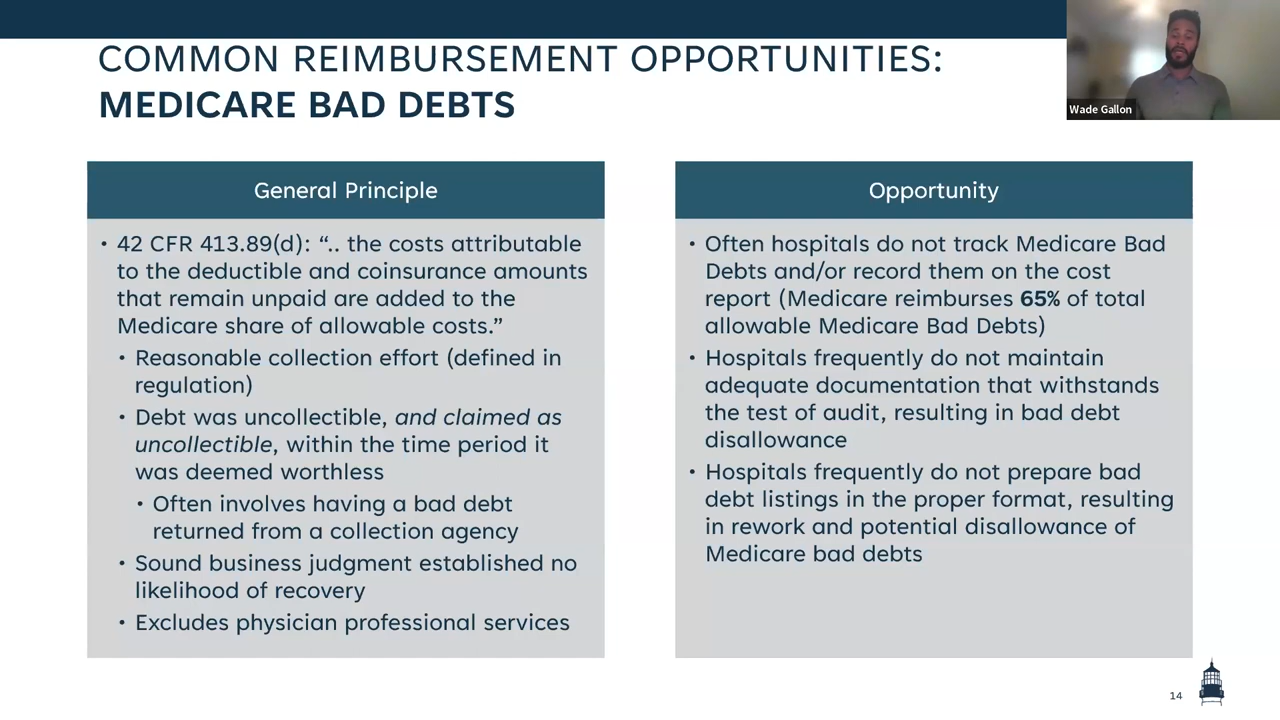 COMMON REIMBURSEMENT OPPORTUNITIES:
MEDICARE BAD DEBTS
Wade Gallon
General Principle
• 42 CFR 413.89(d): “.. the costs attributable
to the deductible and coinsurance amounts
that remain unpaid are added to the
Medicare share of allowable costs.”
• Reasonable collection effort (defined in
regulation)
• Debt was uncollectible, and claimed as
uncollectible, within the time period it
was deemed worthless
• Often involves having a bad debt
returned from a collection agency
• Sound business judgment established no
likelihood of recovery
• Excludes physician professional services
Opportunity
• Often hospitals do not track Medicare Bad
Debts and/or record them on the cost
report (Medicare reimburses 65% of total
allowable Medicare Bad Debts)
• Hospitals frequently do not maintain
adequate documentation that withstands
the test of audit, resulting in bad debt
disallowance
• Hospitals frequently do not prepare bad
debt listings in the proper format, resulting
in rework and potential disallowance of
Medicare bad debts
14